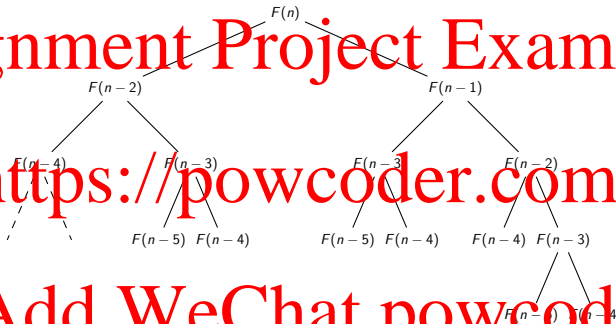 F(n)
gnment Project Exam
F(n − 2) F(n − 1)
F(n − 4) F(n − 3) F(n − 3 F(n − 2)
https://powcoder.com
F(n − 5) F(n − 4) F(n − 5) F(n − 4) F(n − 4) F(n − 3)
Add WeChat powcod